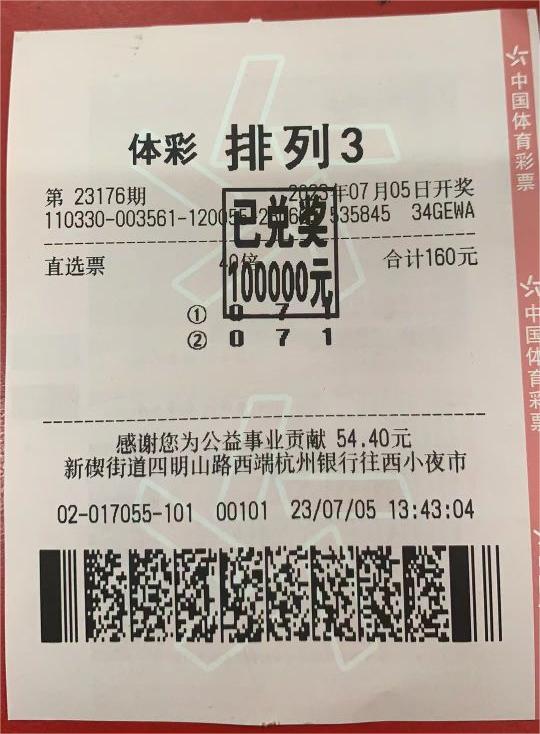 体彩 排列3
第 23176期 2023年07月05日开奖
110330-003561-120055 535845 34GEWA
已兑奖
100000元
直选票 40倍 合计160元
① 0 7 1
② 0 7 1
感谢您为公益事业贡献 54.40元
新碶街道四明山路西端杭州银行往西小夜市
02-017055-101 00101 23/07/05 13:43:04
中国体育彩票
中国体育彩票